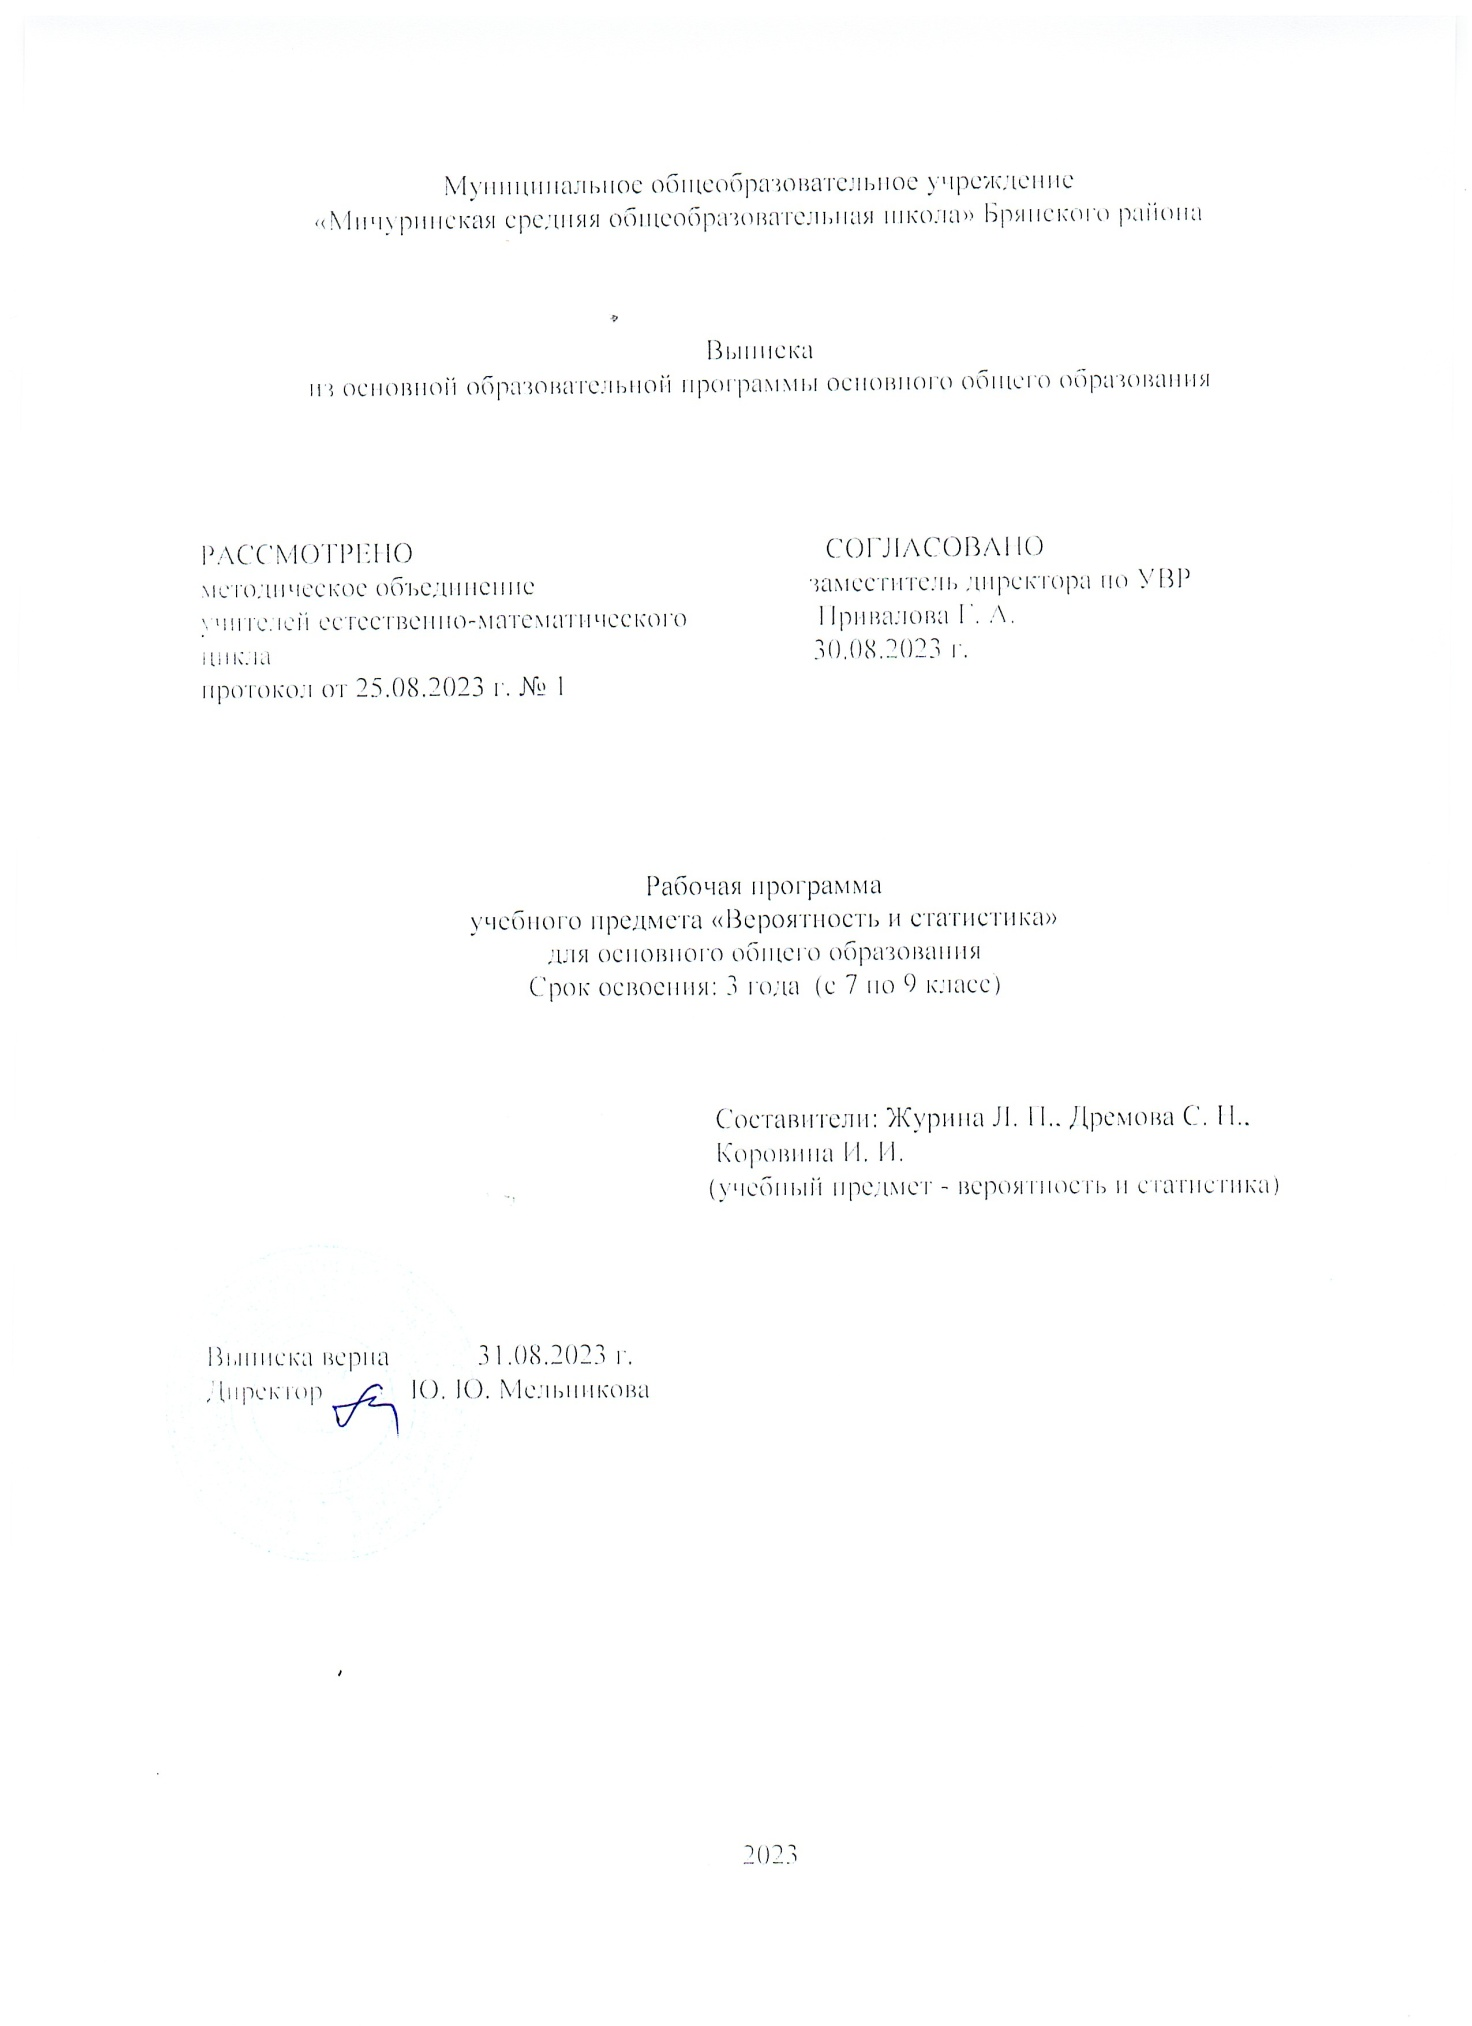 Муниципальное общеобразовательное учреждение
«Мичуринская средняя общеобразовательная школа» Брянского района
Выписка
из основной образовательной программы основного общего образования
РАССМОТРЕНО
методическое объединение
учителей естественно-математического
цикла
протокол от 25.08.2023 г. № 1
СОГЛАСОВАНО
заместитель директора по УВР
Привалова Г. А.
30.08.2023 г.
Рабочая программа
учебного предмета «Вероятность и статистика»
для основного общего образования
Срок освоения: 3 года (с 7 по 9 класс)
Составители: Журина Л. П., Дремова С. Н.,
Коровина И. И.
(учебный предмет - вероятность и статистика)
Выписка верна 31.08.2023 г.
Директор Ю. Ю. Мельникова
2023